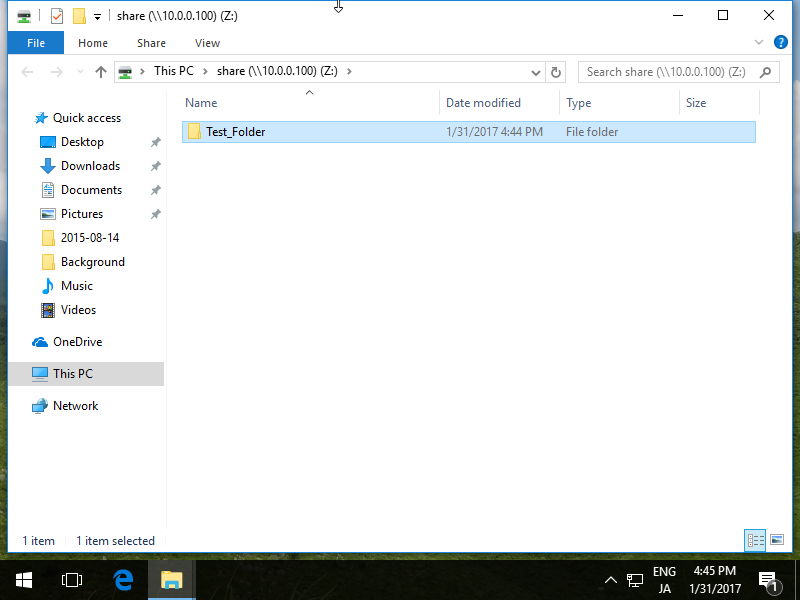 share (\\10.0.0.100) (Z:)
File Home Share View
This PC share (\\10.0.0.100) (Z:)
Search share (\\10.0.0.100) (Z:)
Name Date modified Type Size
Test_Folder 1/31/2017 4:44 PM File folder
Quick access
Desktop
Downloads
Documents
Pictures
2015-08-14
Background
Music
Videos
OneDrive
This PC
Network
1 item 1 item selected
ENG 4:45 PM
JA 1/31/2017
1